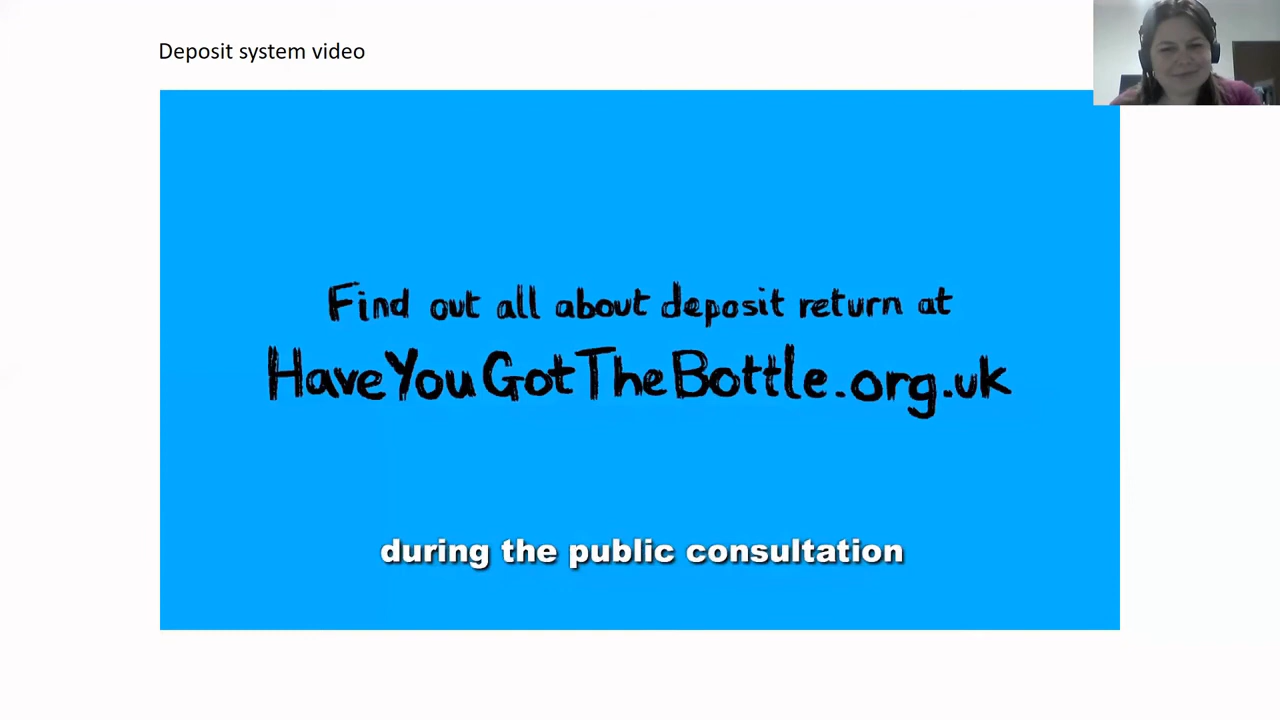 Deposit system video
Find out all about deposit return at
HaveYouGotTheBottle.org.uk
during the public consultation